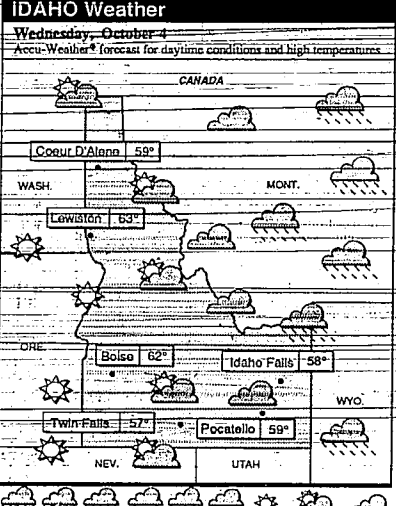 IDAHO Weather
Wednesday, October 4
Accu-Weather® forecast for daytime conditions and high temperatures
CANADA
Coeur D'Alene 59°
WASH.
MONT.
Lewiston 63°
ORE.
Boise 62°
Idaho Falls 58°
WYO.
Twin Falls 57°
Pocatello 59°
NEV.
UTAH